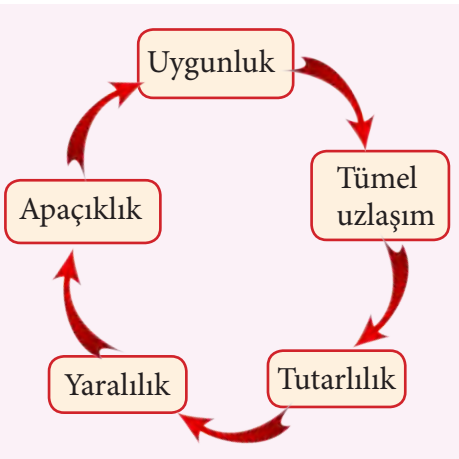 Uygunluk
Tümel
uzlaşım
Tutarlılık
Yaralılık
Apaçıklık